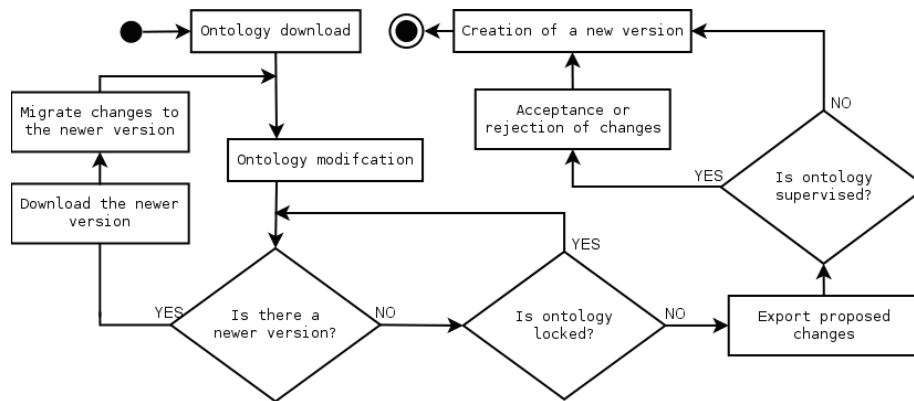 Ontology download
Creation of a new version
Migrate changes to
the newer version
Acceptance or
rejection of changes
NO
Ontology modifcation
YES
Is ontology
supervised?
Download the newer
version
YES
YES
Is there a
newer version?
NO
Is ontology
locked?
NO
Export proposed
changes